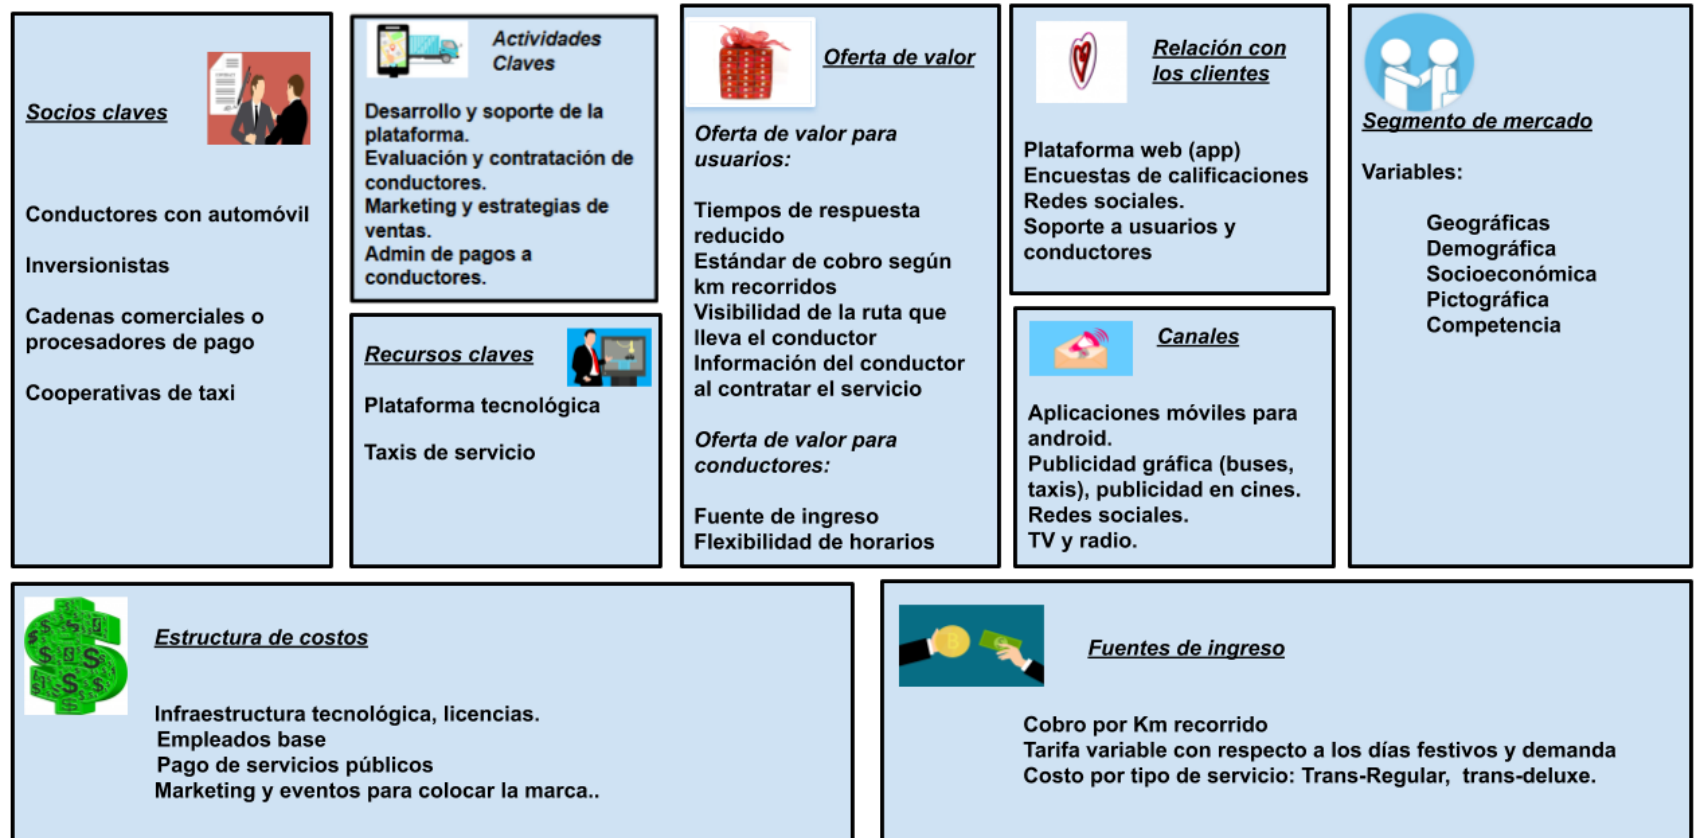 Socios claves
Conductores con automóvil
Inversionistas
Cadenas comerciales o
procesadores de pago
Cooperativas de taxi
Actividades
Claves
Desarrollo y soporte de la
plataforma.
Evaluación y contratación de
conductores.
Marketing y estrategias de
ventas.
Admin de pagos a
conductores.
Recursos claves
Plataforma tecnológica
Taxis de servicio
Oferta de valor
Oferta de valor para
usuarios:
Tiempos de respuesta
reducido
Estándar de cobro según
km recorridos
Visibilidad de la ruta que
lleva el conductor
Información del conductor
al contratar el servicio
Oferta de valor para
conductores:
Fuente de ingreso
Flexibilidad de horarios
Relación con
los clientes
Plataforma web (app)
Encuestas de calificaciones
Redes sociales.
Soporte a usuarios y
conductores
Canales
Aplicaciones móviles para
android.
Publicidad gráfica (buses,
taxis), publicidad en cines.
Redes sociales.
TV y radio.
Segmento de mercado
Variables:
Geográficas
Demográfica
Socioeconómica
Pictográfica
Competencia
Estructura de costos
Infraestructura tecnológica, licencias.
Empleados base
Pago de servicios públicos
Marketing y eventos para colocar la marca..
Fuentes de ingreso
Cobro por Km recorrido
Tarifa variable con respecto a los días festivos y demanda
Costo por tipo de servicio: Trans-Regular, trans-deluxe.